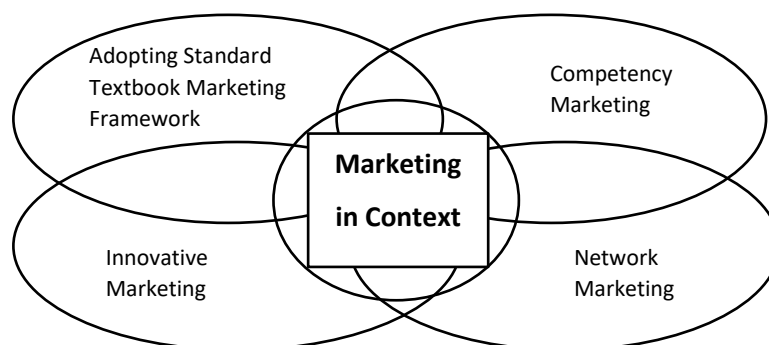 Adopting Standard
Textbook Marketing
Framework
Competency
Marketing
Marketing
in Context
Innovative
Marketing
Network
Marketing